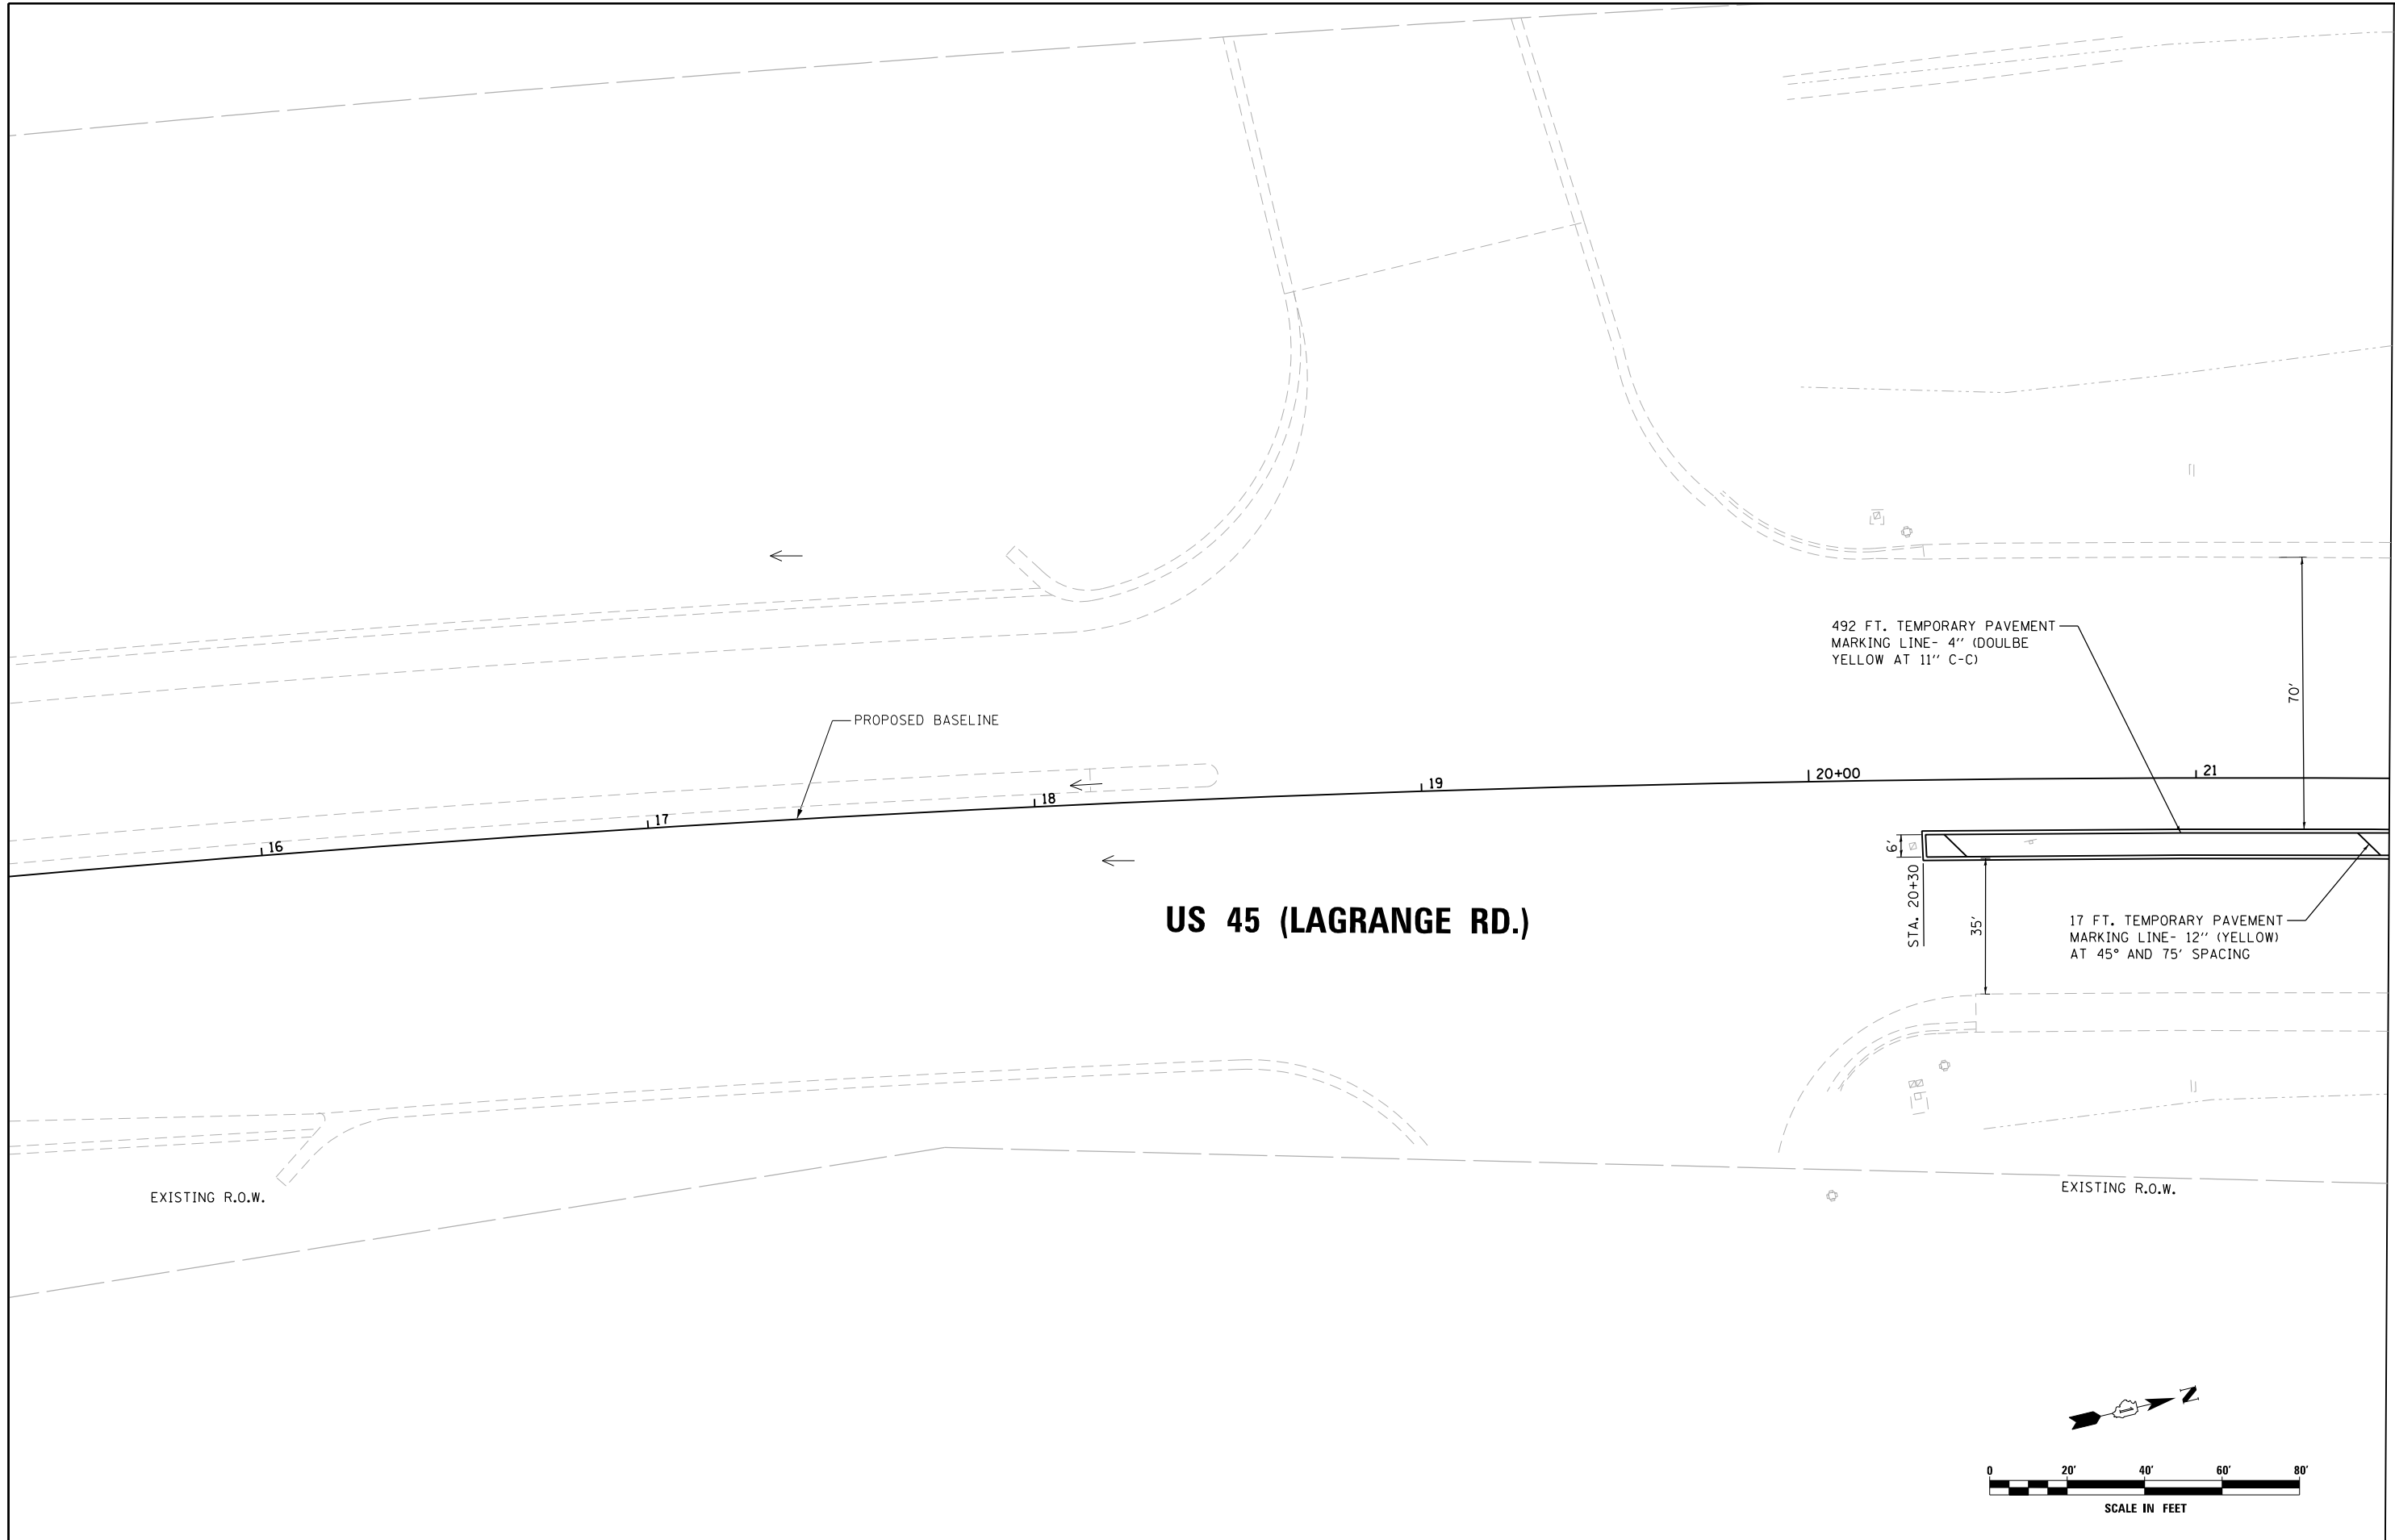 492 FT. TEMPORARY PAVEMENT
MARKING LINE- 4'' (DOULBE
YELLOW AT 11'' C-C)
70'
PROPOSED BASELINE
16
17
18
19
20+00
21
6'
STA. 20+30
35'
US 45 (LAGRANGE RD.)
17 FT. TEMPORARY PAVEMENT
MARKING LINE- 12'' (YELLOW)
AT 45° AND 75' SPACING
EXISTING R.O.W.
EXISTING R.O.W.
N
0 20' 40' 60' 80'
SCALE IN FEET